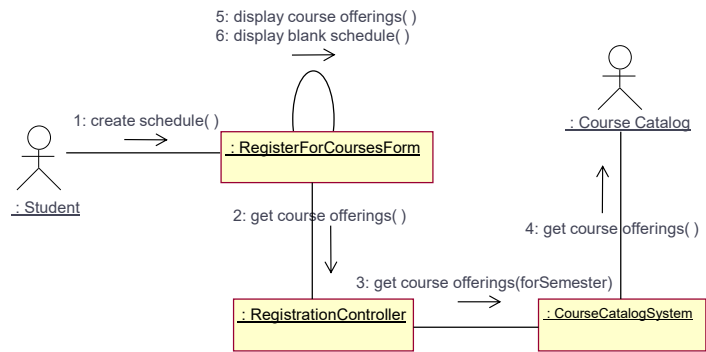 5: display course offerings( )
6: display blank schedule( )
1: create schedule( )
: Course Catalog
: RegisterForCoursesForm
: Student
2: get course offerings( )
4: get course offerings( )
3: get course offerings(forSemester)
: RegistrationController
: CourseCatalogSystem